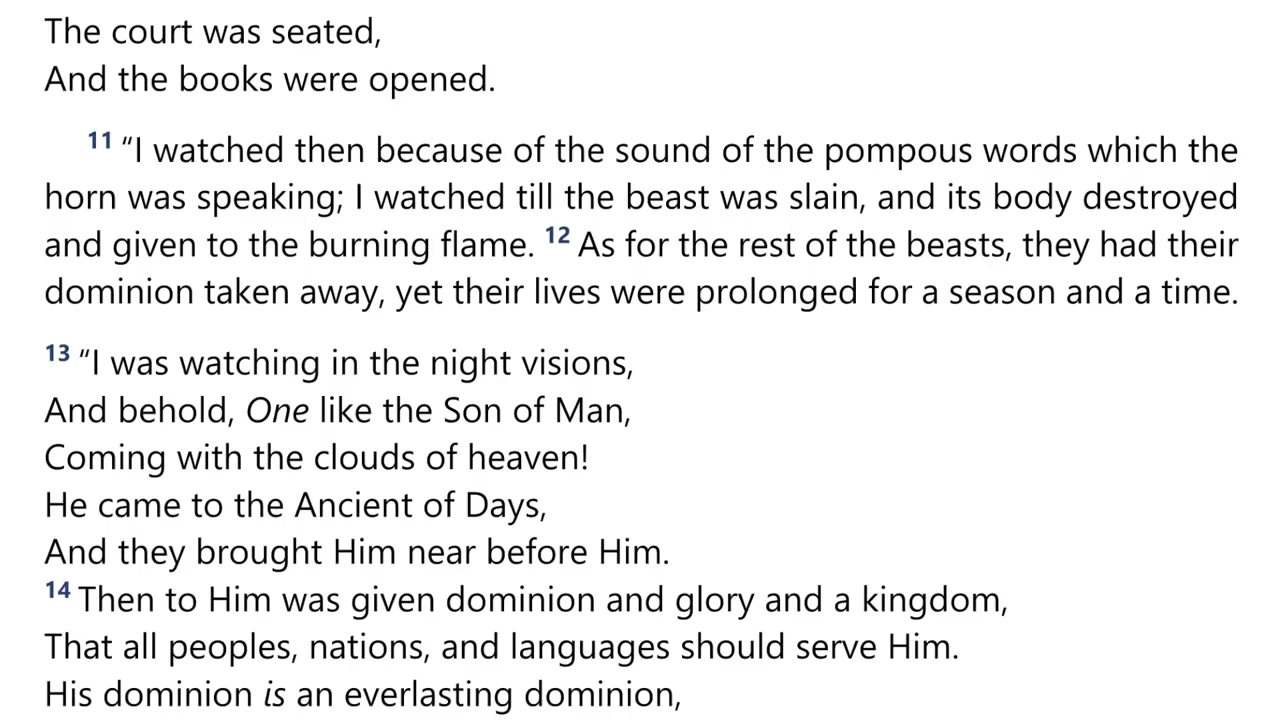 The court was seated,
And the books were opened.
11 “I watched then because of the sound of the pompous words which the
horn was speaking; I watched till the beast was slain, and its body destroyed
and given to the burning flame. 12 As for the rest of the beasts, they had their
dominion taken away, yet their lives were prolonged for a season and a time.
13 “I was watching in the night visions,
And behold, One like the Son of Man,
Coming with the clouds of heaven!
He came to the Ancient of Days,
And they brought Him near before Him.
14 Then to Him was given dominion and glory and a kingdom,
That all peoples, nations, and languages should serve Him.
His dominion is an everlasting dominion,